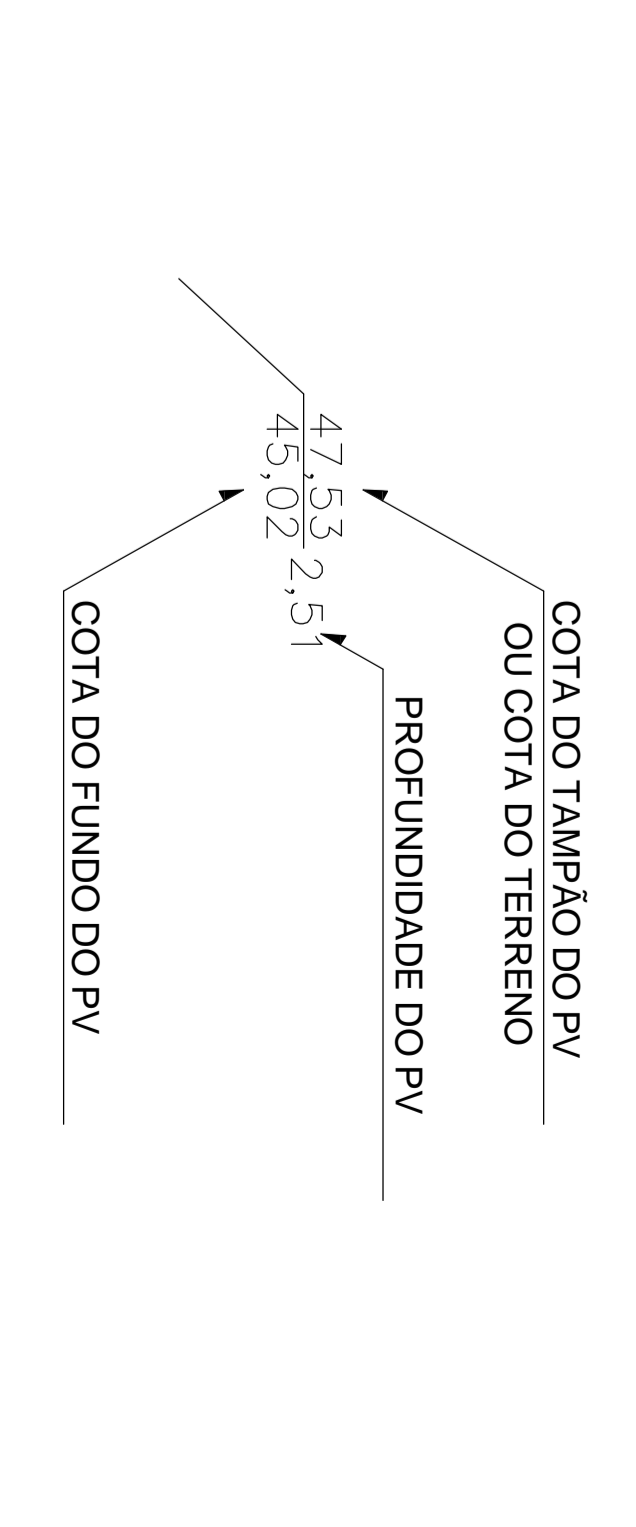 COTA DO TAMPÃO DO PV
OU COTA DO TERRENO
PROFUNDIDADE DO PV
47,53
45,02
2,51
COTA DO FUNDO DO PV